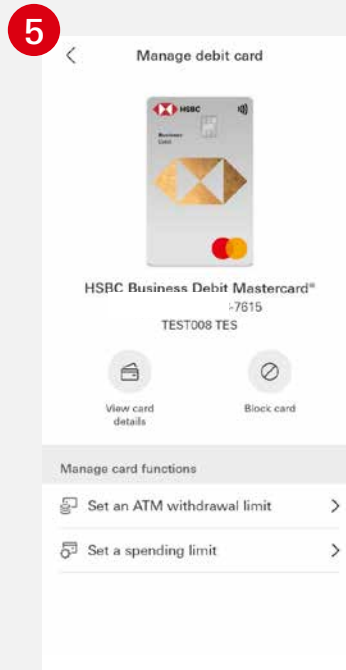 5
Manage debit card
HSBC
Business
Debit
HSBC Business Debit Mastercard®
-7615
TEST008 TES
View card
details
Block card
Manage card functions
Set an ATM withdrawal limit
Set a spending limit